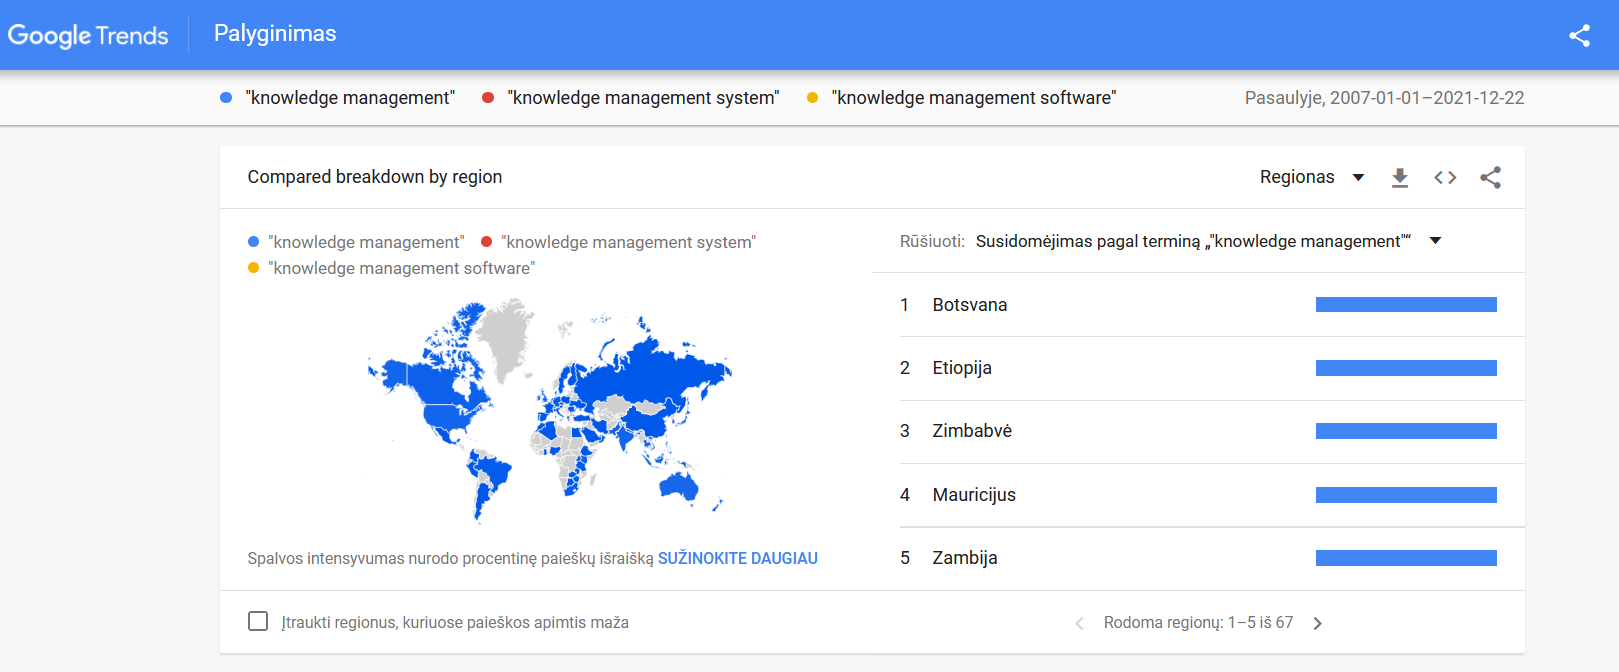 Google Trends Palyginimas
"knowledge management" "knowledge management system" "knowledge management software" Pasaulyje, 2007-01-01–2021-12-22
Compared breakdown by region Regionas
"knowledge management" "knowledge management system"
"knowledge management software"
Rūšiuoti: Susidomėjimas pagal terminą „"knowledge management"“
1 Botsvana
2 Etiopija
3 Zimbabvė
4 Mauricijus
5 Zambija
Spalvos intensyvumas nurodo procentinę paieškų išraišką SUŽINOKITE DAUGIAU
Įtraukti regionus, kuriuose paieškos apimtis maža
Rodoma regionų: 1–5 iš 67